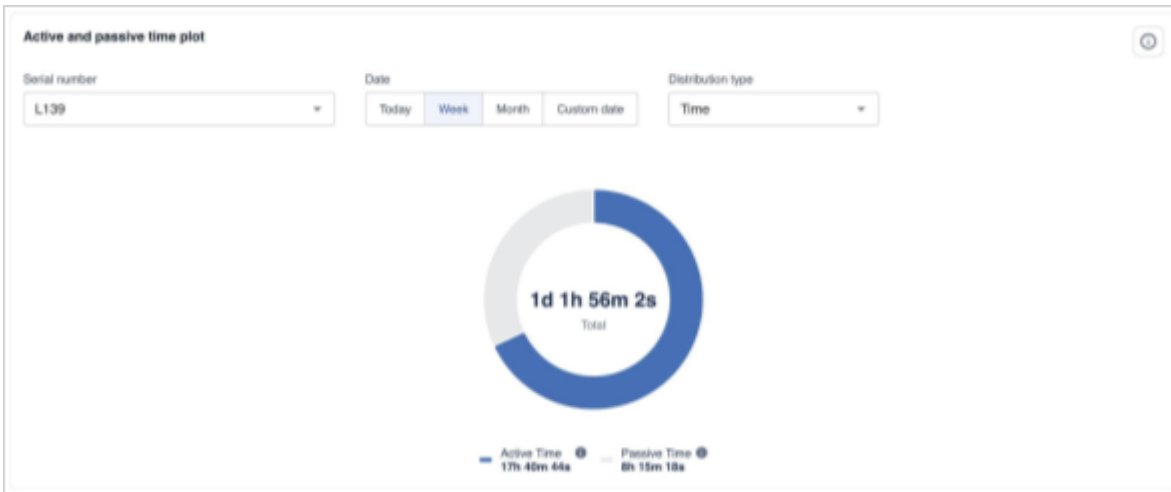 Active and passive time plot
Serial number
Date
Distribution type
L139
Today Week Month Custom date
Time
1d 1h 56m 2s
Total
Active Time
17h 40m 44s
Passive Time
8h 15m 18s